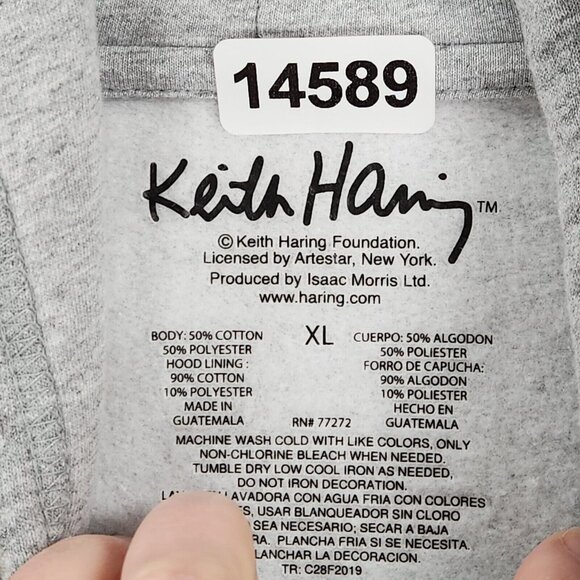 14589
Keith Haring™
© Keith Haring Foundation.
Licensed by Artestar, New York.
Produced by Isaac Morris Ltd.
www.haring.com
XL
BODY: 50% COTTON
50% POLYESTER
HOOD LINING :
90% COTTON
10% POLYESTER
MADE IN
GUATEMALA
CUERPO: 50% ALGODON
50% POLIESTER
FORRO DE CAPUCHA:
90% ALGODON
10% POLIESTER
HECHO EN
GUATEMALA
RN# 77272
MACHINE WASH COLD WITH LIKE COLORS, ONLY
NON-CHLORINE BLEACH WHEN NEEDED.
TUMBLE DRY LOW COOL IRON AS NEEDED,
DO NOT IRON DECORATION.
LAVADORA CON AGUA FRIA CON COLORES
USAR BLANQUEADOR SIN CLORO
SEA NECESARIO; SECAR A BAJA
PLANCHA FRIA SI SE NECESITA.
LA DECORACION.
TR: C28F2019